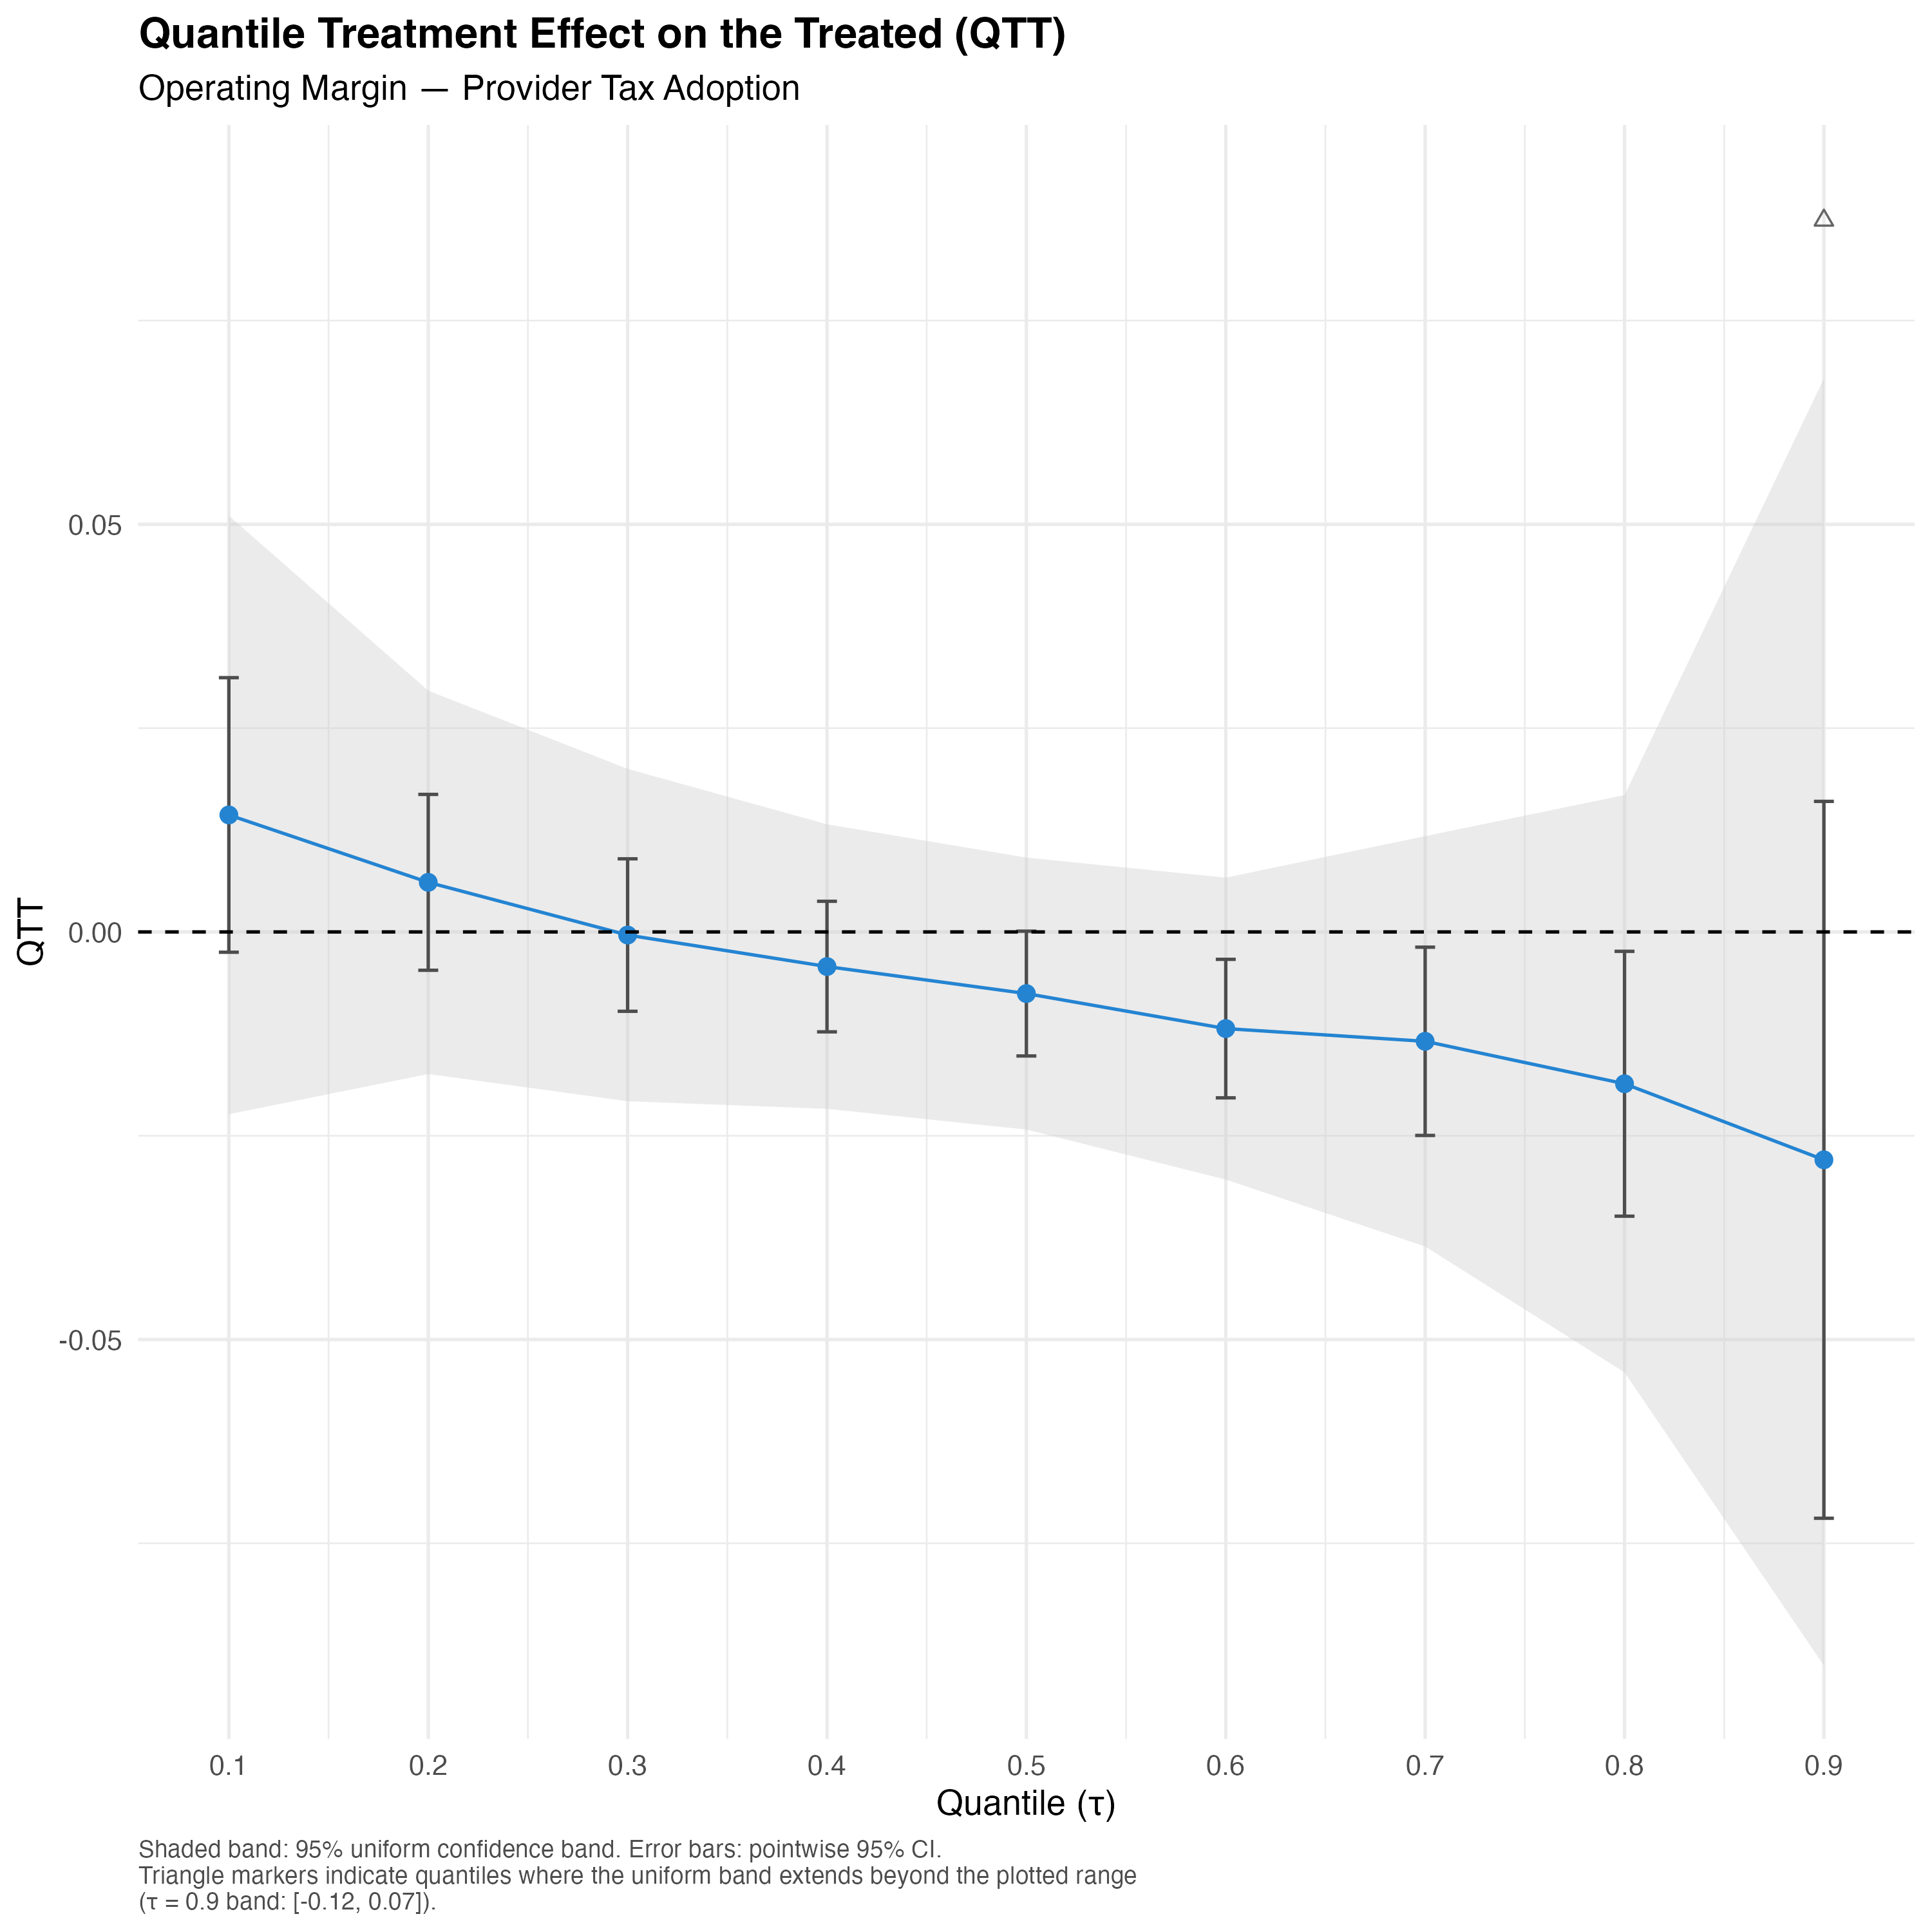 Quantile Treatment Effect on the Treated (QTT)
Operating Margin — Provider Tax Adoption
QTT
0.05
0.00
-0.05
0.1 0.2 0.3 0.4 0.5 0.6 0.7 0.8 0.9
Quantile (τ)
Shaded band: 95% uniform confidence band. Error bars: pointwise 95% CI.
Triangle markers indicate quantiles where the uniform band extends beyond the plotted range
(τ = 0.9 band: [-0.12, 0.07]).